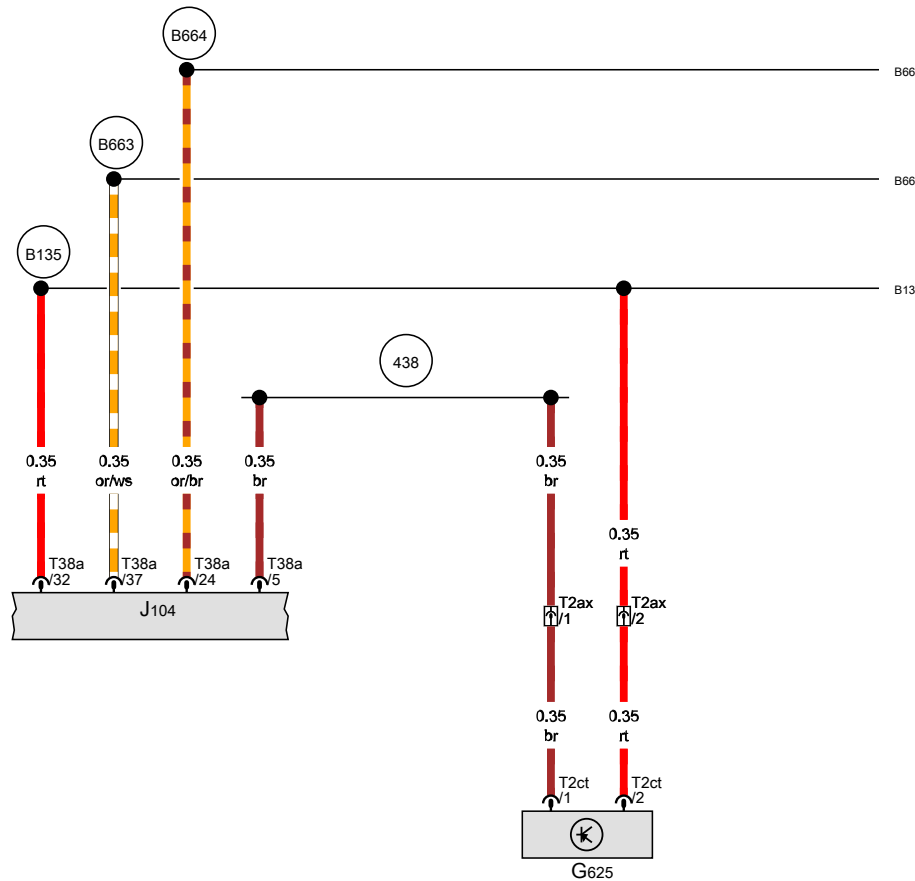 B664
B66
B663
B66
B135
B13
438
0.35
rt
0.35
or/ws
0.35
or/br
0.35
br
0.35
br
0.35
rt
T38a
/32
T38a
/37
T38a
/24
T38a
/5
J104
T2ax
/1
T2ax
/2
0.35
br
0.35
rt
T2ct
/1
T2ct
/2
G625